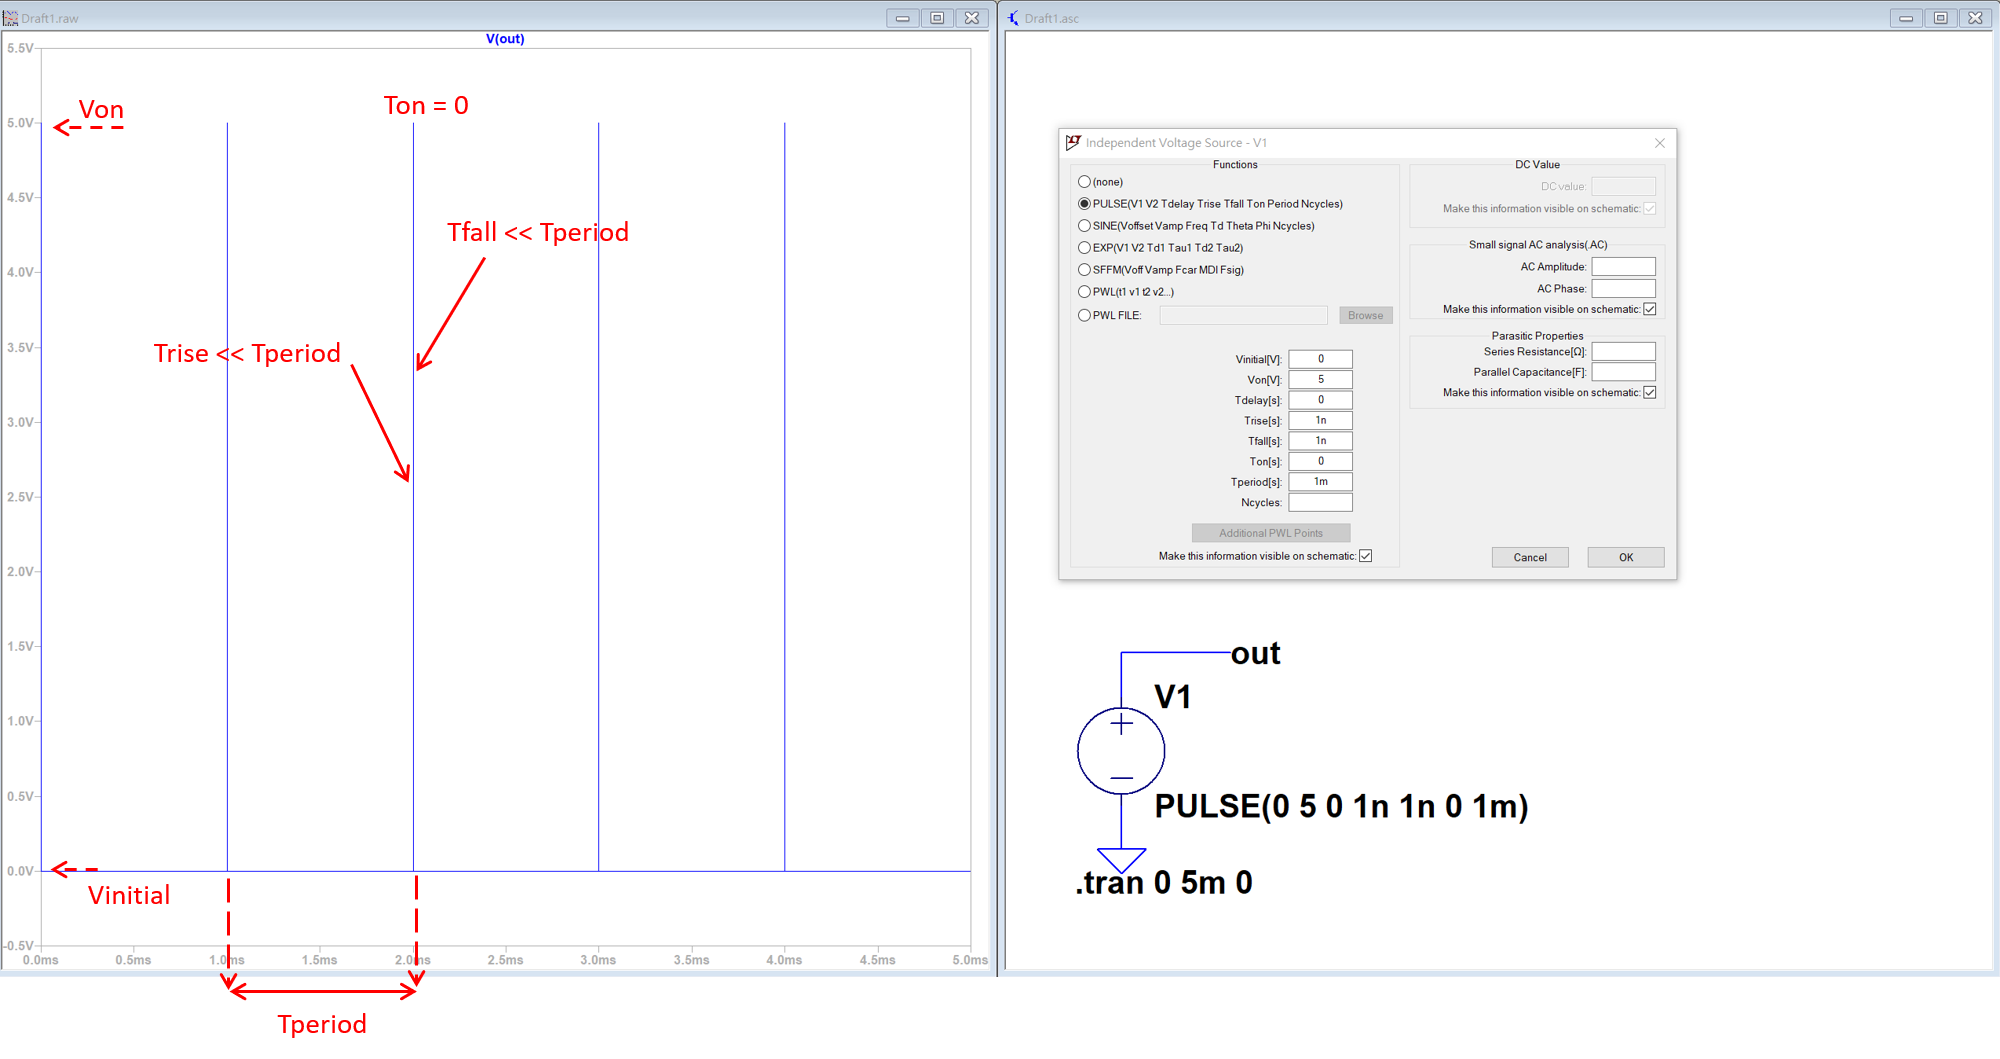 Draft1.raw
V(out)
5.5V
5.0V
4.5V
4.0V
3.5V
3.0V
2.5V
2.0V
1.5V
1.0V
0.5V
0.0V
-0.5V
0.0ms 0.5ms 1.0ms 1.5ms 2.0ms 2.5ms 3.0ms 3.5ms 4.0ms 4.5ms 5.0ms
Von
Ton = 0
Tfall << Tperiod
Trise << Tperiod
Vinitial
Tperiod
Draft1.asc
Independent Voltage Source - V1
Functions
(none)
PULSE(V1 V2 Tdelay Trise Tfall Ton Period Ncycles)
SINE(Voffset Vamp Freq Td Theta Phi Ncycles)
EXP(V1 V2 Td1 Tau1 Td2 Tau2)
SFFM(Voff Vamp Fcar MDI Fsig)
PWL(t1 v1 t2 v2...)
PWL FILE:
Browse
Vinitial[V]: 0
Von[V]: 5
Tdelay[s]: 0
Trise[s]: 1n
Tfall[s]: 1n
Ton[s]: 0
Tperiod[s]: 1m
Ncycles:
Additional PWL Points
Make this information visible on schematic:
DC Value
DC value:
Make this information visible on schematic:
Small signal AC analysis(.AC)
AC Amplitude:
AC Phase:
Make this information visible on schematic:
Parasitic Properties
Series Resistance[Ω]:
Parallel Capacitance[F]:
Make this information visible on schematic:
Cancel
OK
out
V1
PULSE(0 5 0 1n 1n 0 1m)
.tran 0 5m 0